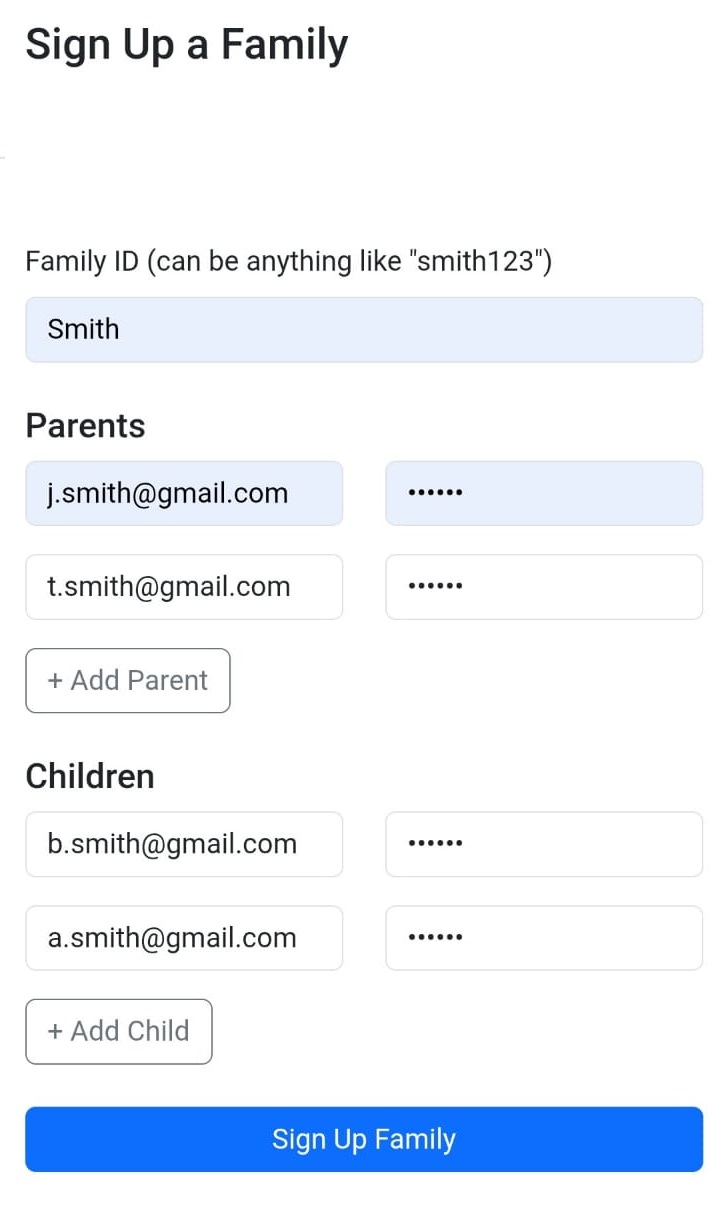 Sign Up a Family
Family ID (can be anything like "smith123")
Smith
Parents
j.smith@gmail.com ••••••
t.smith@gmail.com ••••••
+ Add Parent
Children
b.smith@gmail.com ••••••
a.smith@gmail.com ••••••
+ Add Child
Sign Up Family